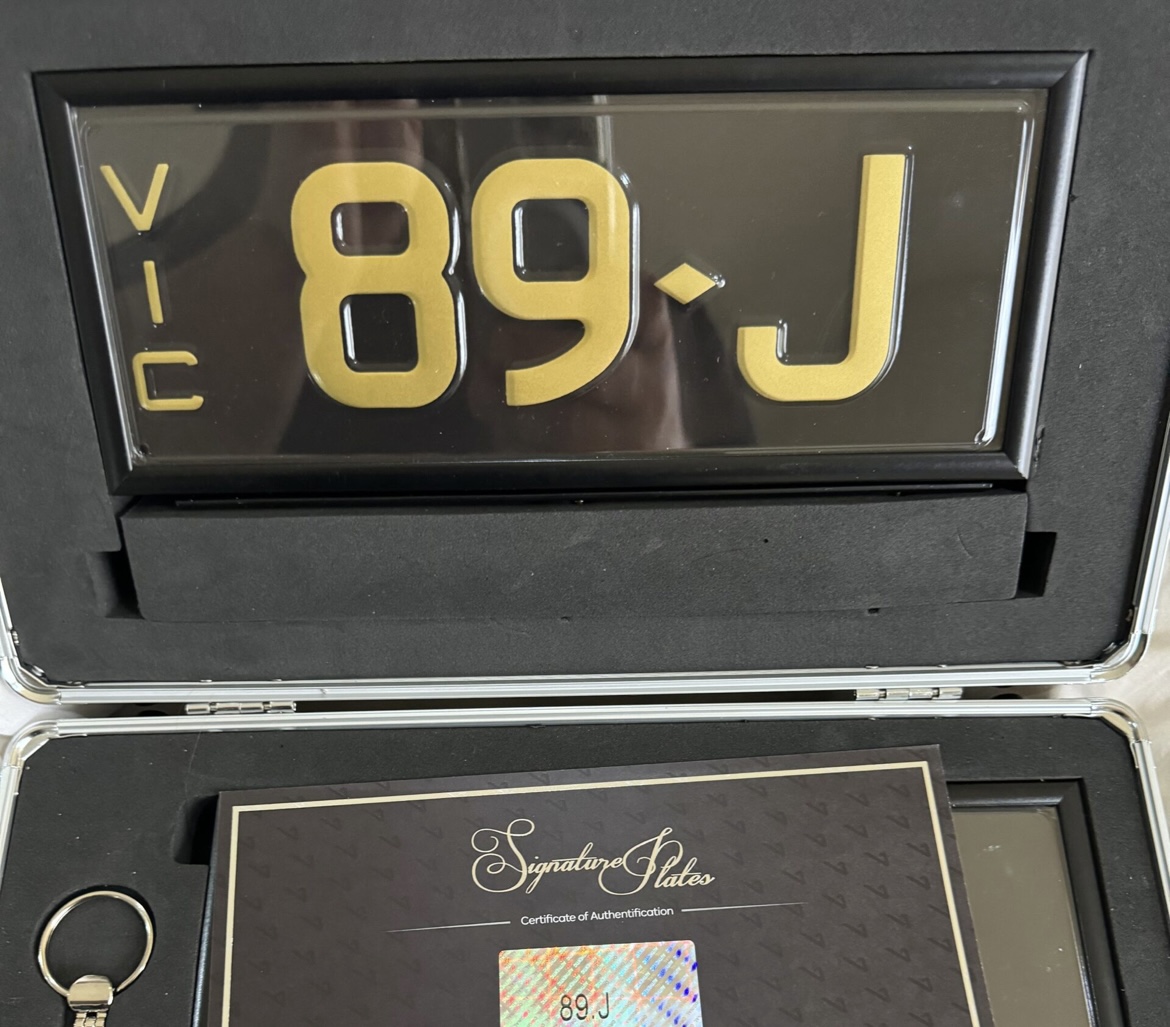 VIC
89·J
Signature Plates
Certificate of Authentification
89.J